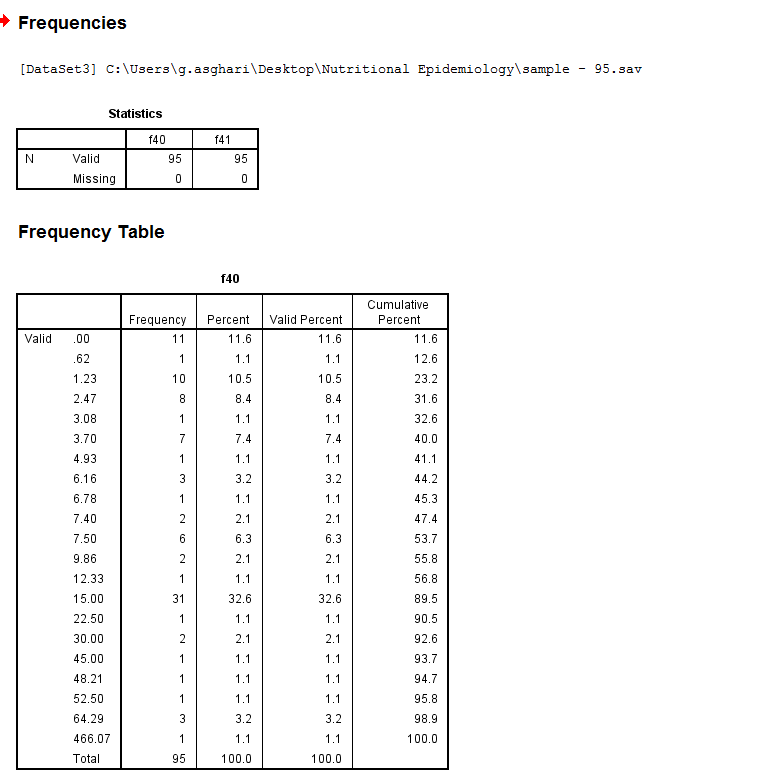 Frequencies
[DataSet3] C:\Users\g.asghari\Desktop\Nutritional Epidemiology\sample - 95.sav
Statistics
f40 f41
N Valid 95 95
Missing 0 0
Frequency Table
f40
Frequency Percent Valid Percent Cumulative Percent
Valid .00 11 11.6 11.6 11.6
.62 1 1.1 1.1 12.6
1.23 10 10.5 10.5 23.2
2.47 8 8.4 8.4 31.6
3.08 1 1.1 1.1 32.6
3.70 7 7.4 7.4 40.0
4.93 1 1.1 1.1 41.1
6.16 3 3.2 3.2 44.2
6.78 1 1.1 1.1 45.3
7.40 2 2.1 2.1 47.4
7.50 6 6.3 6.3 53.7
9.86 2 2.1 2.1 55.8
12.33 1 1.1 1.1 56.8
15.00 31 32.6 32.6 89.5
22.50 1 1.1 1.1 90.5
30.00 2 2.1 2.1 92.6
45.00 1 1.1 1.1 93.7
48.21 1 1.1 1.1 94.7
52.50 1 1.1 1.1 95.8
64.29 3 3.2 3.2 98.9
466.07 1 1.1 1.1 100.0
Total 95 100.0 100.0